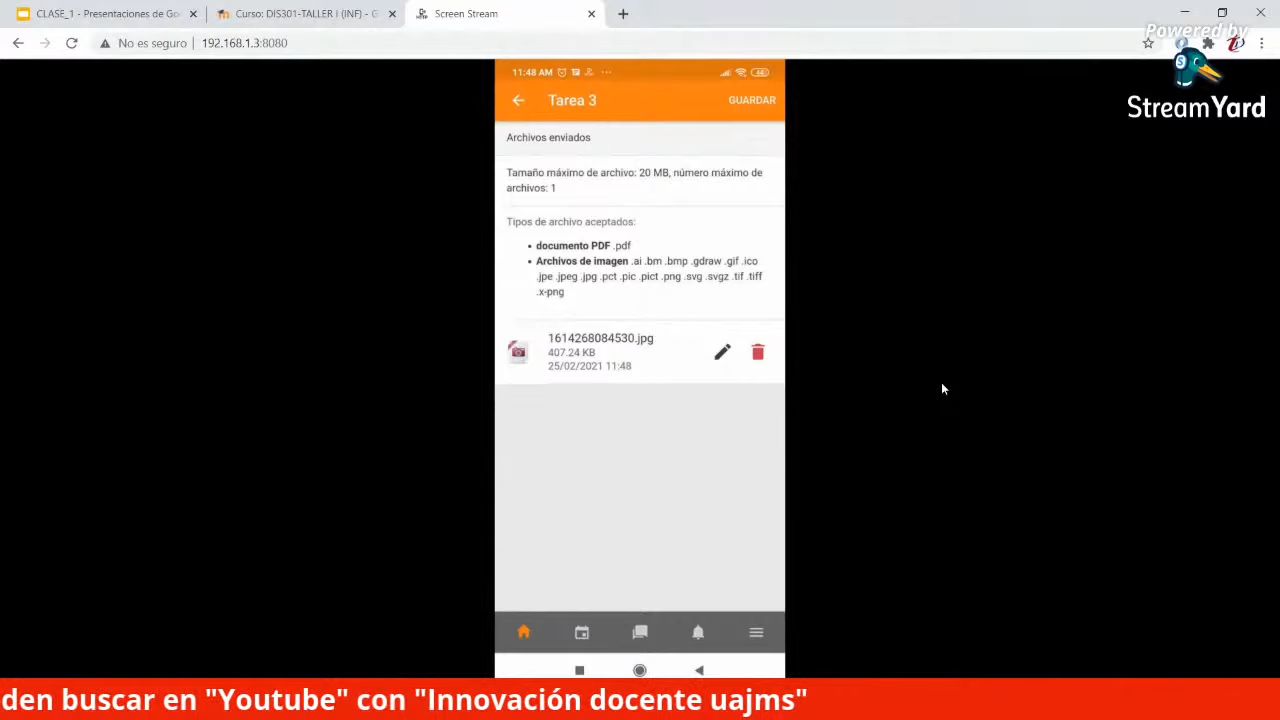 CLASE_1 - Presentaciones de Go
Curso: DIS301-TALLER I (INF) - G
Screen Stream
No es seguro
192.168.1.3:8080
Powered by
StreamYard
11:48 AM
Tarea 3
GUARDAR
Archivos enviados
Tamaño máximo de archivo: 20 MB, número máximo de
archivos: 1
Tipos de archivo aceptados:
• documento PDF .pdf
• Archivos de imagen .ai .bm .bmp .gdraw .gif .ico
.jpe .jpeg .jpg .pct .pic .pict .png .svg .svgz .tif .tiff
.x-png
1614268084530.jpg
407.24 KB
25/02/2021 11:48
den buscar en "Youtube" con "Innovación docente uajms"